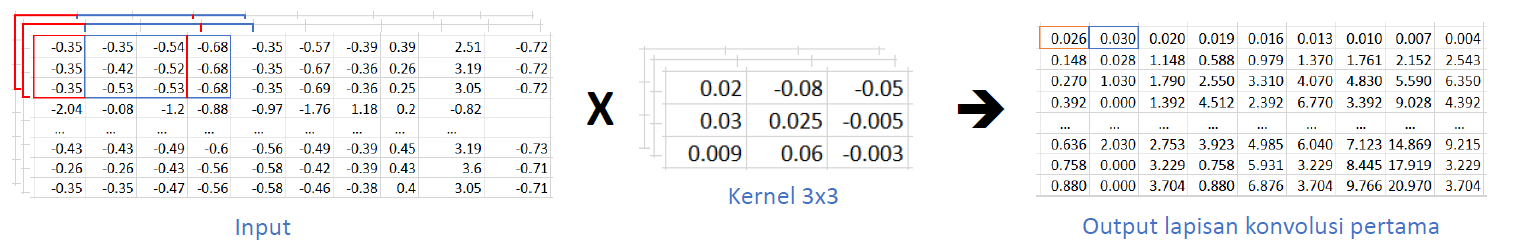 -0.35 -0.35 -0.54 -0.68 -0.35 -0.57 -0.39 0.39 2.51 -0.72
-0.35 -0.42 -0.52 -0.68 -0.35 -0.67 -0.36 0.26 3.19 -0.72
-0.35 -0.53 -0.53 -0.68 -0.35 -0.69 -0.36 0.25 3.05 -0.72
-2.04 -0.08 -1.2 -0.88 -0.97 -1.76 1.18 0.2 -0.82
... ... ... ... ... ... ... ... ... ...
-0.43 -0.43 -0.49 -0.6 -0.56 -0.49 -0.39 0.45 3.19 -0.73
-0.26 -0.26 -0.43 -0.56 -0.58 -0.42 -0.39 0.43 3.6 -0.71
-0.35 -0.35 -0.47 -0.56 -0.58 -0.46 -0.38 0.4 3.05 -0.71
Input
X
0.02 -0.08 -0.05
0.03 0.025 -0.005
0.009 0.06 -0.003
Kernel 3x3
0.026 0.030 0.020 0.019 0.016 0.013 0.010 0.007 0.004
0.148 0.028 1.148 0.588 0.979 1.370 1.761 2.152 2.543
0.270 1.030 1.790 2.550 3.310 4.070 4.830 5.590 6.350
0.392 0.000 1.392 4.512 2.392 6.770 3.392 9.028 4.392
... ... ... ... ... ... ... ... ...
0.636 2.030 2.753 3.923 4.985 6.040 7.123 14.869 9.215
0.758 0.000 3.229 0.758 5.931 3.229 8.445 17.919 3.229
0.880 0.000 3.704 0.880 6.876 3.704 9.766 20.970 3.704
Output lapisan konvolusi pertama